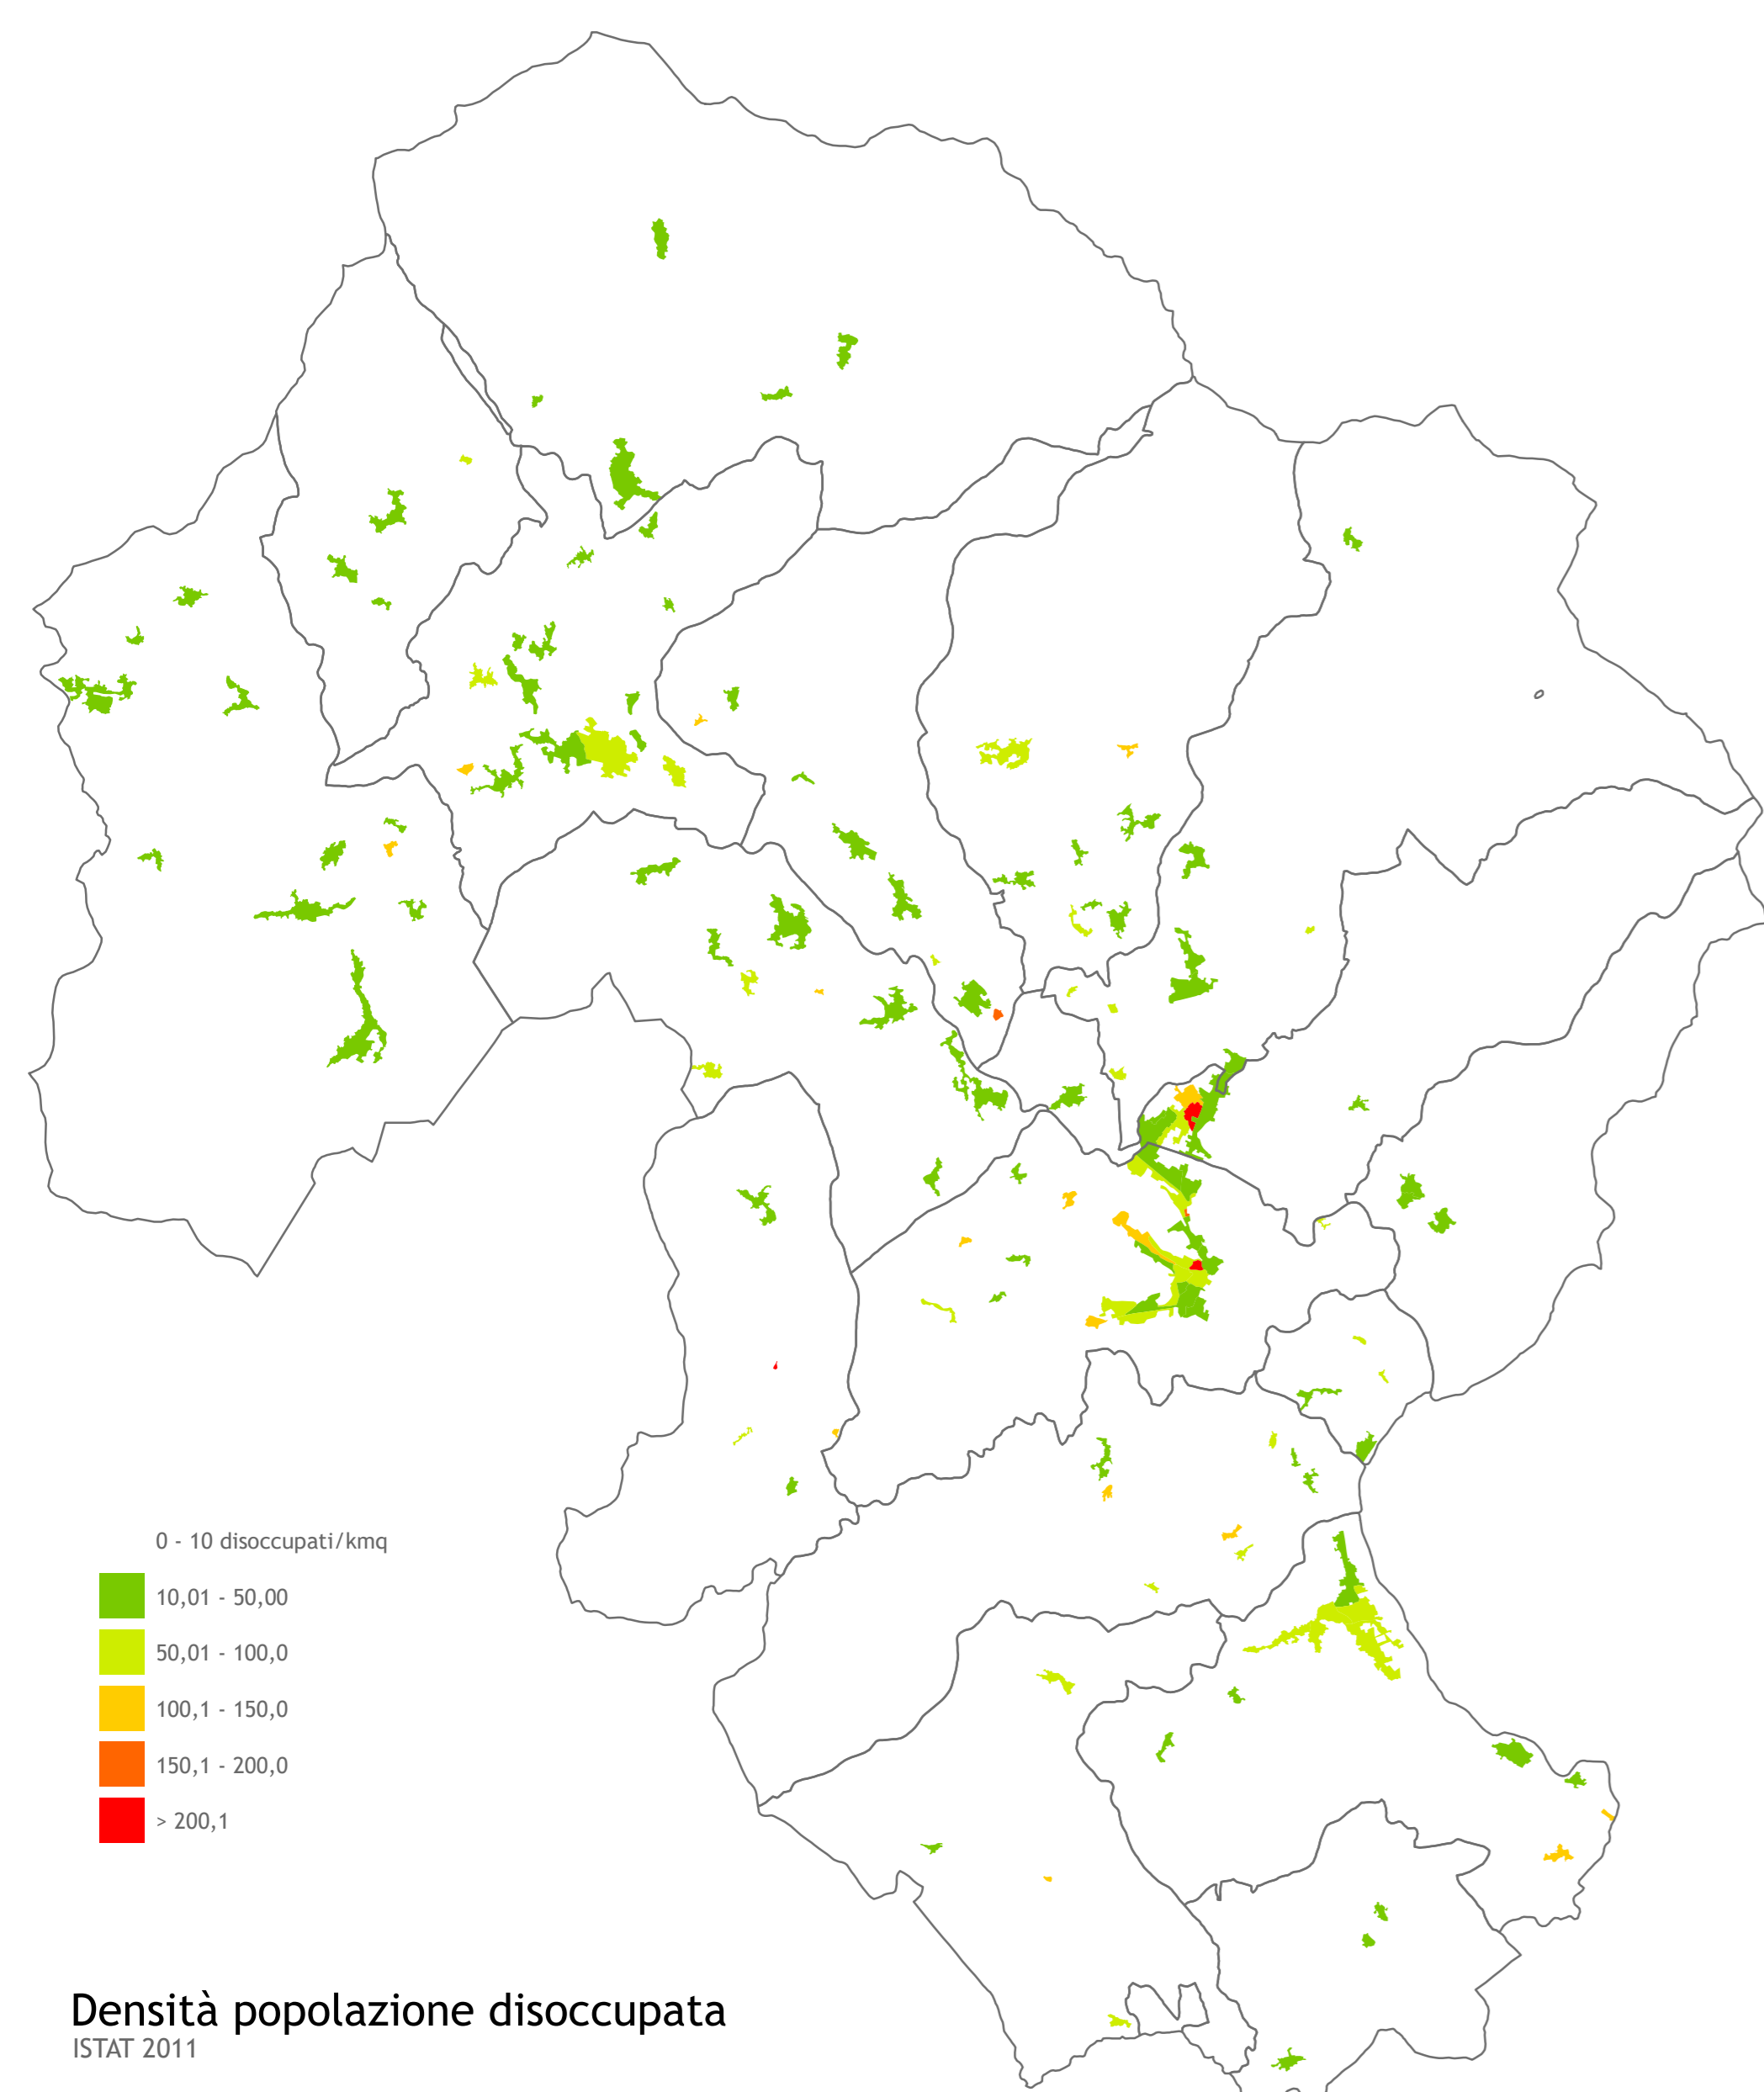 0 - 10 disoccupati/kmq
10,01 - 50,00
50,01 - 100,0
100,1 - 150,0
150,1 - 200,0
> 200,1
Densità popolazione disoccupata
ISTAT 2011